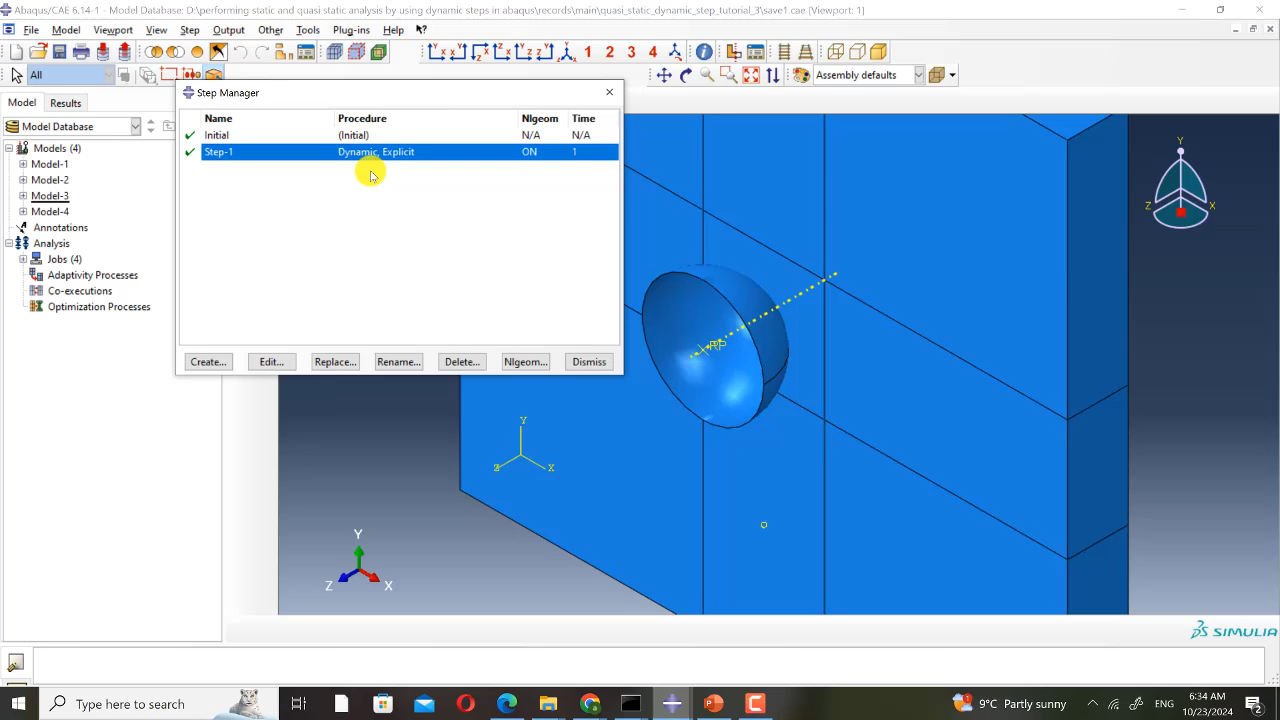 Abaqus/CAE 6.14-1 - Model Database: D:\performing static and quasi static analysis by using dynamic steps in abaqus\records\main\quasi_static_dynamic_step_tutorial_3\save1.cae (Viewport: 1)
File Model Viewport View Step Output Other Tools Plug-ins Help
1 2 3 4
All
Assembly defaults
Model Results
Model Database
Models (4)
Model-1
Model-2
Model-3
Model-4
Annotations
Analysis
Jobs (4)
Adaptivity Processes
Co-executions
Optimization Processes
Step Manager
Name Procedure Nlgeom Time
Initial (Initial) N/A N/A
Step-1 Dynamic, Explicit ON 1
Create... Edit... Replace... Rename... Delete... Nlgeom... Dismiss
Y
Z X
RP
Y
Z X
Y
Z X
SIMULIA
Type here to search
9°C Partly sunny
ENG
6:34 AM
10/23/2024